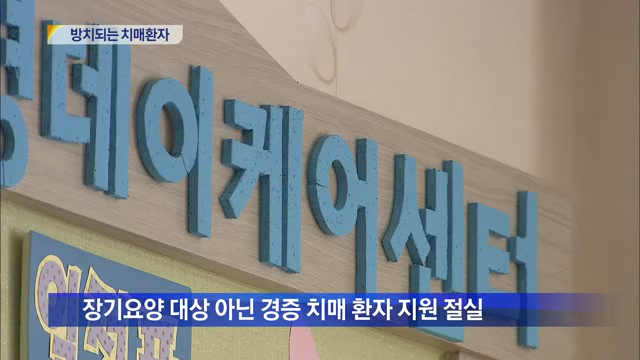 방치되는 치매환자
데이케어센터
장기요양 대상 아닌 경증 치매 환자 지원 절실